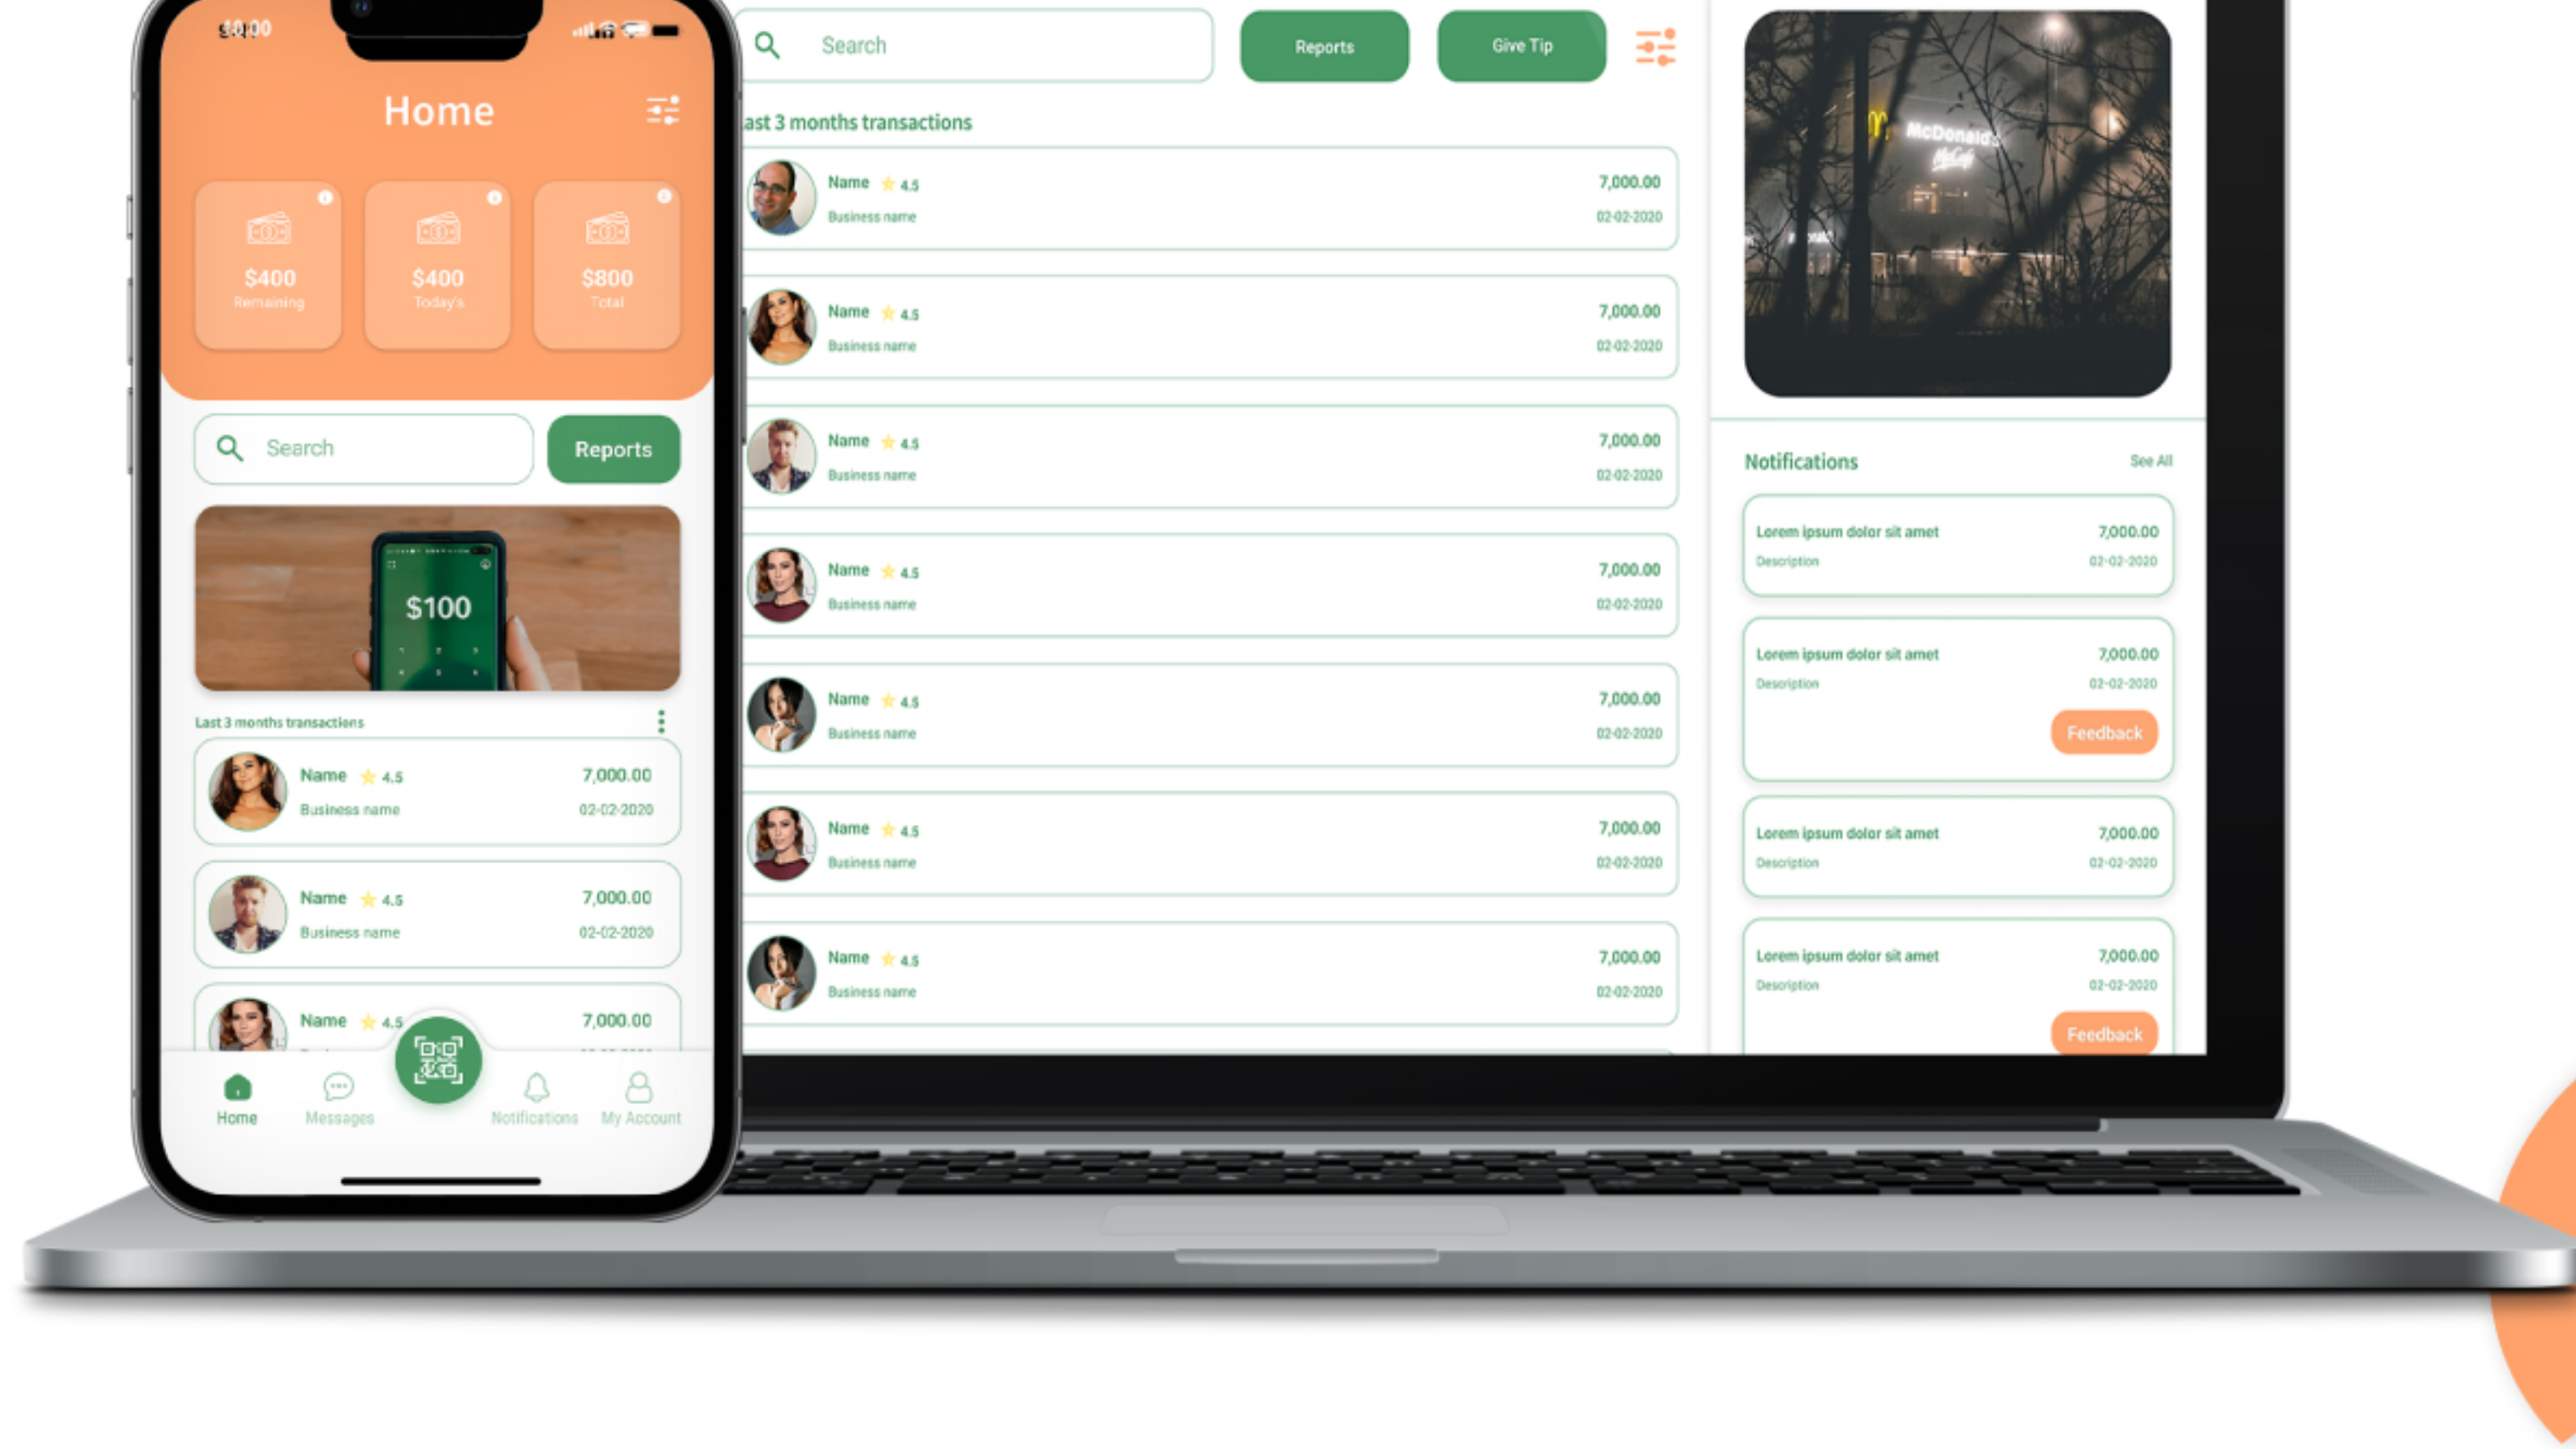 Home
$400
Remaining
$400
Today's
$800
Total
Search
Reports
$100
Last 3 months transactions
Name 4.5 7,000.00
Business name 02-02-2020
Name 4.5 7,000.00
Business name 02-02-2020
Name 4.5 7,000.00
Home
Messages
Notifications
My Account
Search
Reports
Give Tip
ast 3 months transactions
Name 4.5 7,000.00
Business name 02-02-2020
Name 4.5 7,000.00
Business name 02-02-2020
Name 4.5 7,000.00
Business name 02-02-2020
Name 4.5 7,000.00
Business name 02-02-2020
Name 4.5 7,000.00
Business name 02-02-2020
Name 4.5 7,000.00
Business name 02-02-2020
Name 4.5 7,000.00
Business name 02-02-2020
McDonald's
McCafé
Notifications See All
Lorem ipsum dolor sit amet 7,000.00
Description 02-02-2020
Lorem ipsum dolor sit amet 7,000.00
Description 02-02-2020
Feedback
Lorem ipsum dolor sit amet 7,000.00
Description 02-02-2020
Lorem ipsum dolor sit amet 7,000.00
Description 02-02-2020
Feedback